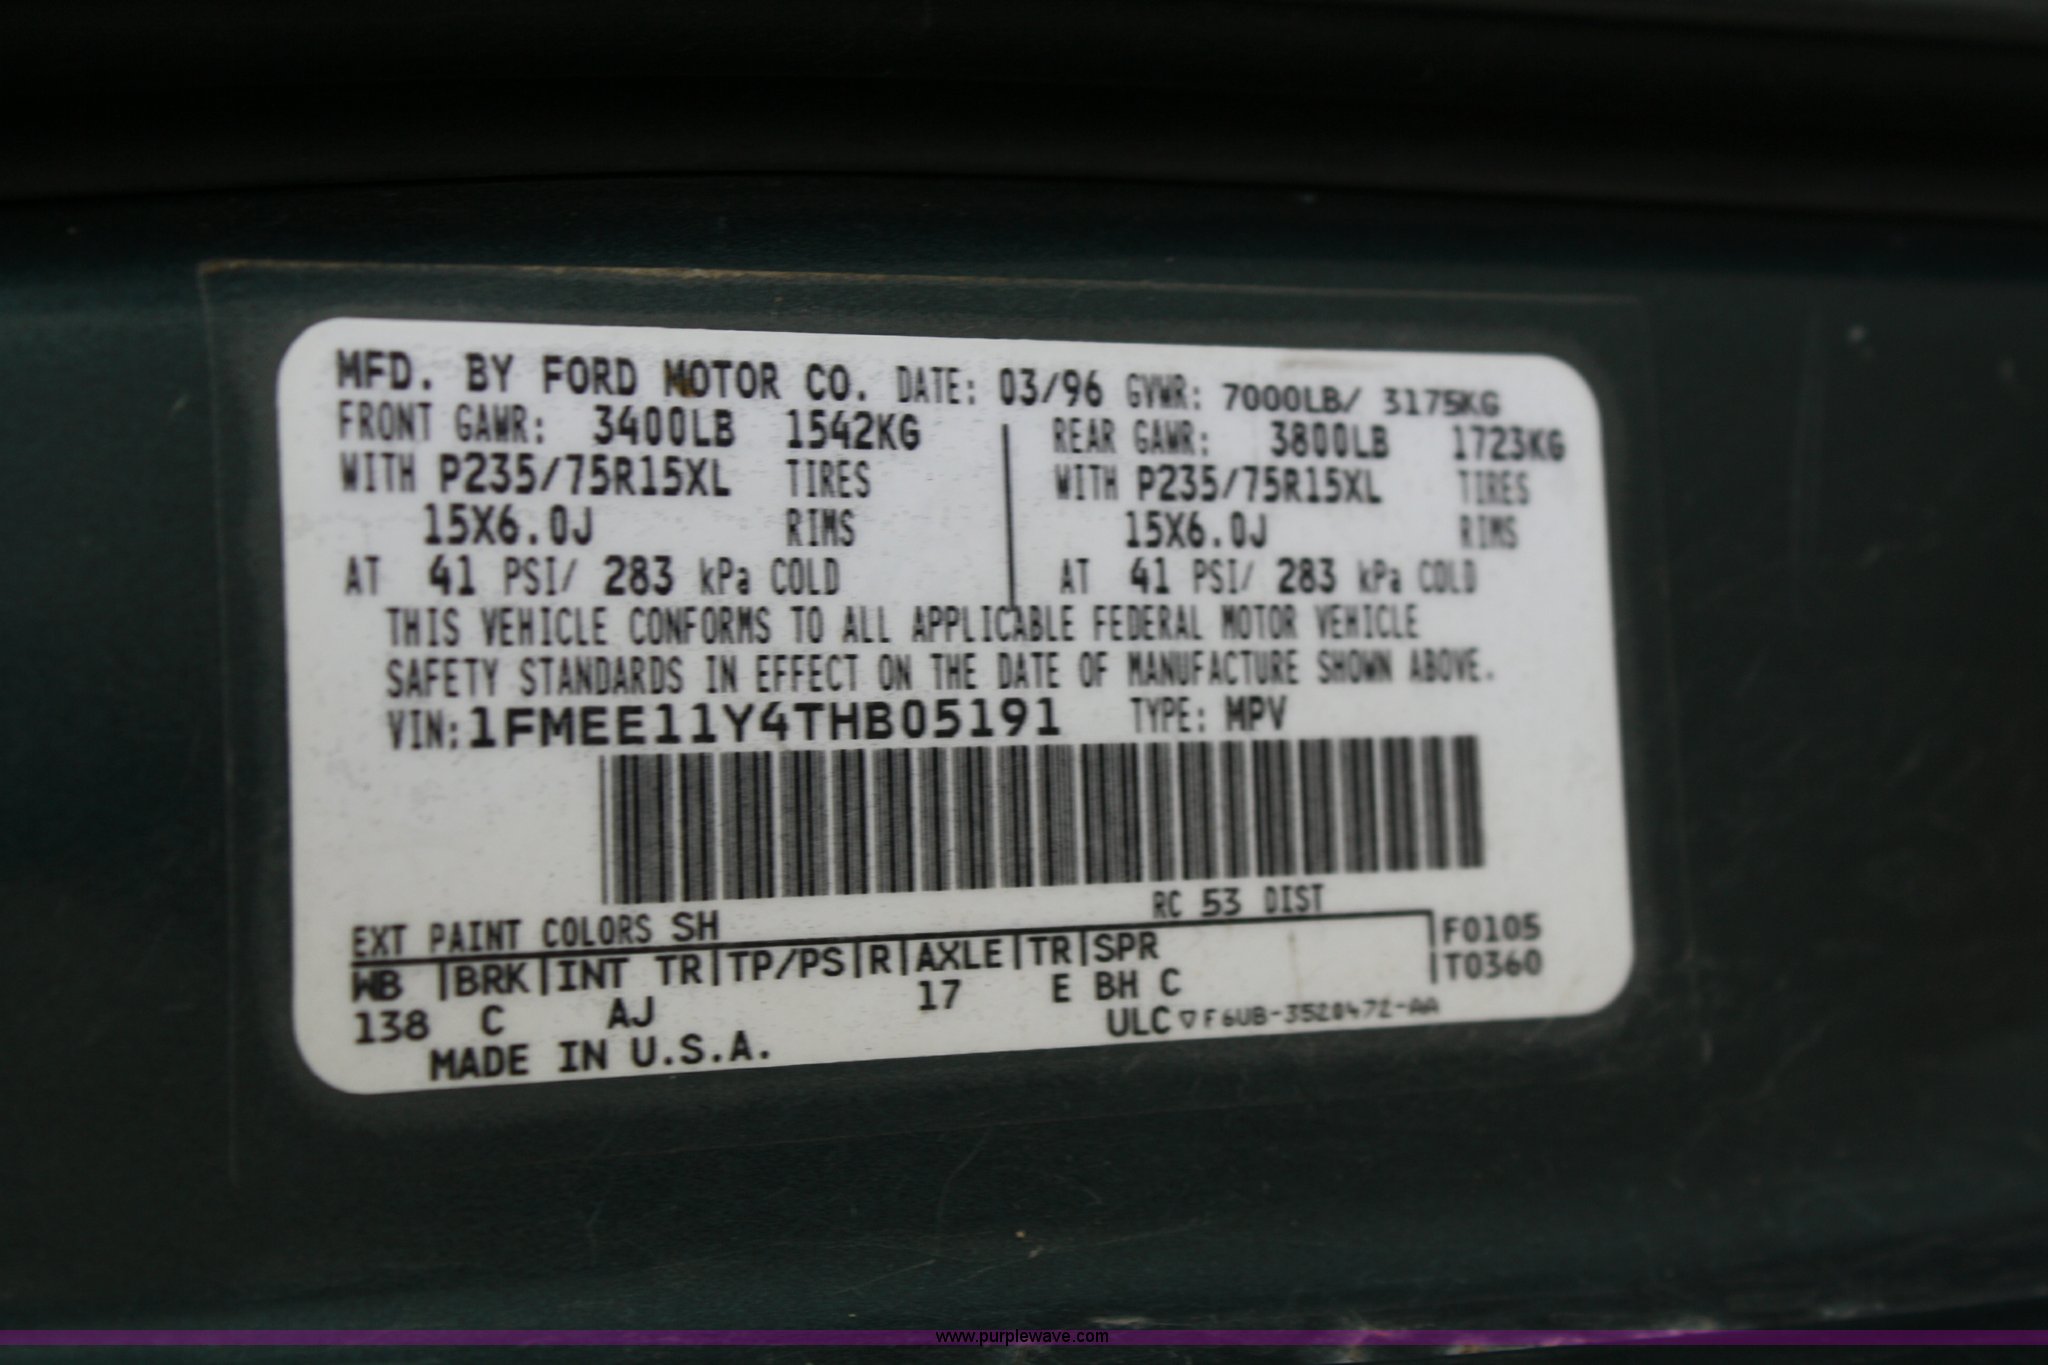 MFD. BY FORD MOTOR CO. DATE: 03/96 GVWR: 7000LB/ 3175KG
FRONT GAWR: 3400LB 1542KG REAR GAWR: 3800LB 1723KG
WITH P235/75R15XL TIRES WITH P235/75R15XL TIRES
15X6.0J RIMS 15X6.0J RIMS
AT 41 PSI/ 283 kPa COLD AT 41 PSI/ 283 kPa COLD
THIS VEHICLE CONFORMS TO ALL APPLICABLE FEDERAL MOTOR VEHICLE
SAFETY STANDARDS IN EFFECT ON THE DATE OF MANUFACTURE SHOWN ABOVE.
VIN: 1FMEE11Y4THB05191 TYPE: MPV
RC 53 DIST
EXT PAINT COLORS SH F0105
WB BRK INT TR TP/PS R AXLE TR SPR T0360
138 C AJ 17 E BH C
MADE IN U.S.A. ULC
www.purplewave.com